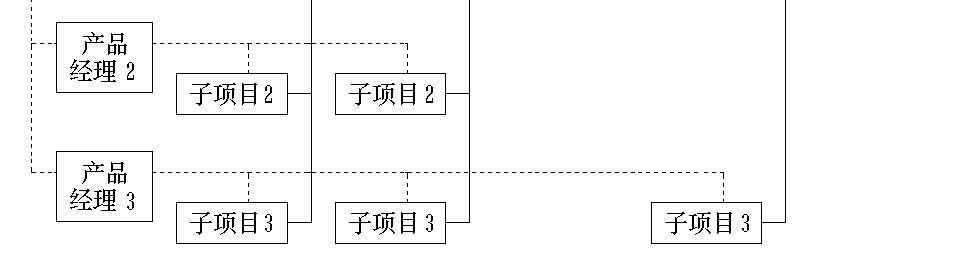 产品
经理 2
子项目2
子项目 2
产品
经理 3
子项目3
子项目 3
子项目 3